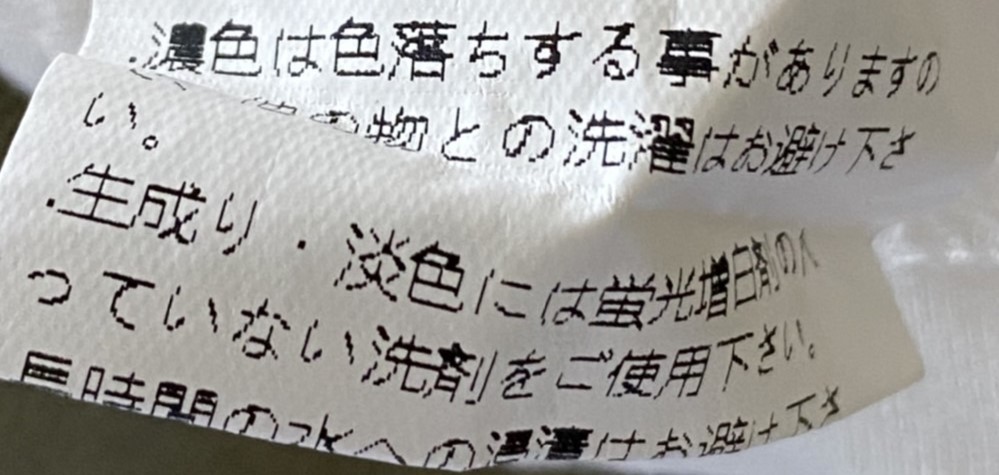 ・濃色は色落ちする事がありますの
の物との洗濯はお避け下さ
い。
・生成り・淡色には蛍光増白剤の入
っていない洗剤をご使用下さい。
長時間の水への浸漬はお避け下さ